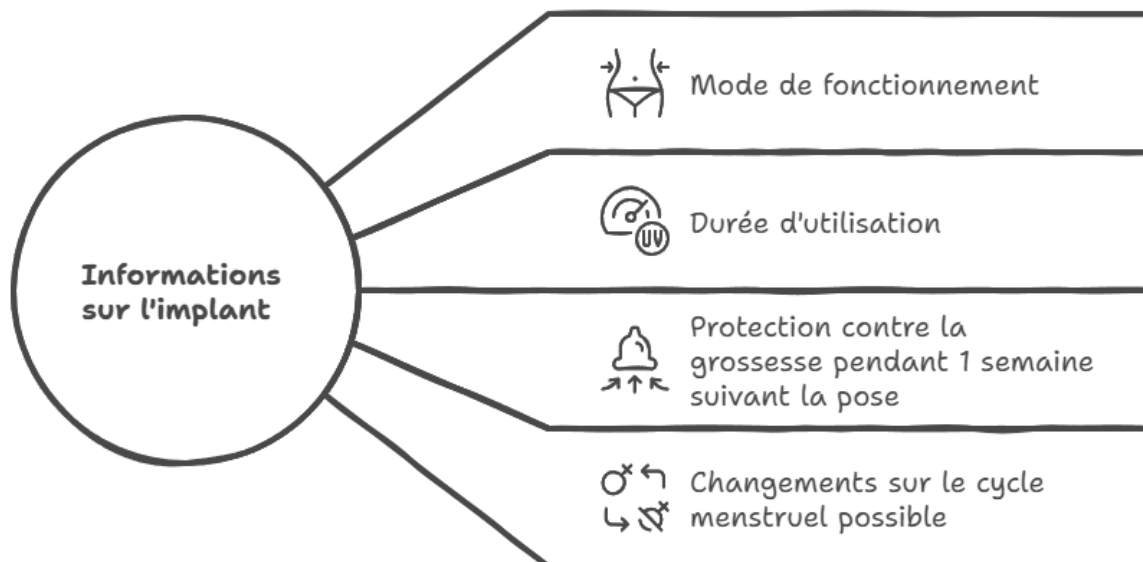 Mode de fonctionnement
UV
Durée d'utilisation
Informations
sur l'implant
Protection contre la
grossesse pendant 1 semaine
suivant la pose
Changements sur le cycle
menstruel possible